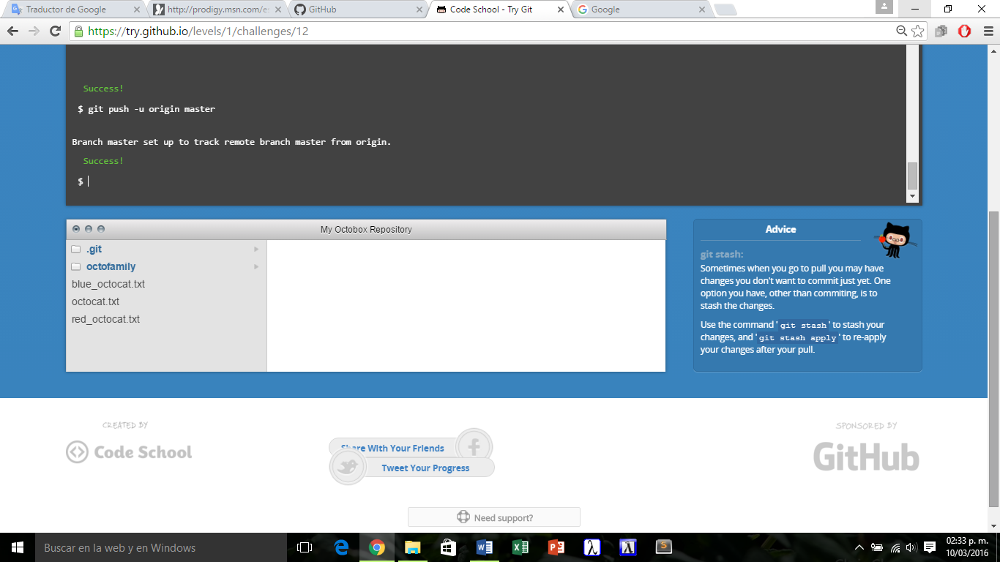 Traductor de Google
http://prodigy.msn.com/es
GitHub
Code School - Try Git
Google
https://try.github.io/levels/1/challenges/12
Success!
$ git push -u origin master
Branch master set up to track remote branch master from origin.
Success!
$
My Octobox Repository
.git
octofamily
blue_octocat.txt
octocat.txt
red_octocat.txt
Advice
git stash:
Sometimes when you go to pull you may have
changes you don't want to commit just yet. One
option you have, other than commiting, is to
stash the changes.
Use the command 'git stash' to stash your
changes, and 'git stash apply' to re-apply
your changes after your pull.
CREATED BY
Code School
Share With Your Friends
Tweet Your Progress
SPONSORED BY
GitHub
Need support?
Buscar en la web y en Windows
02:33 p. m.
10/03/2016